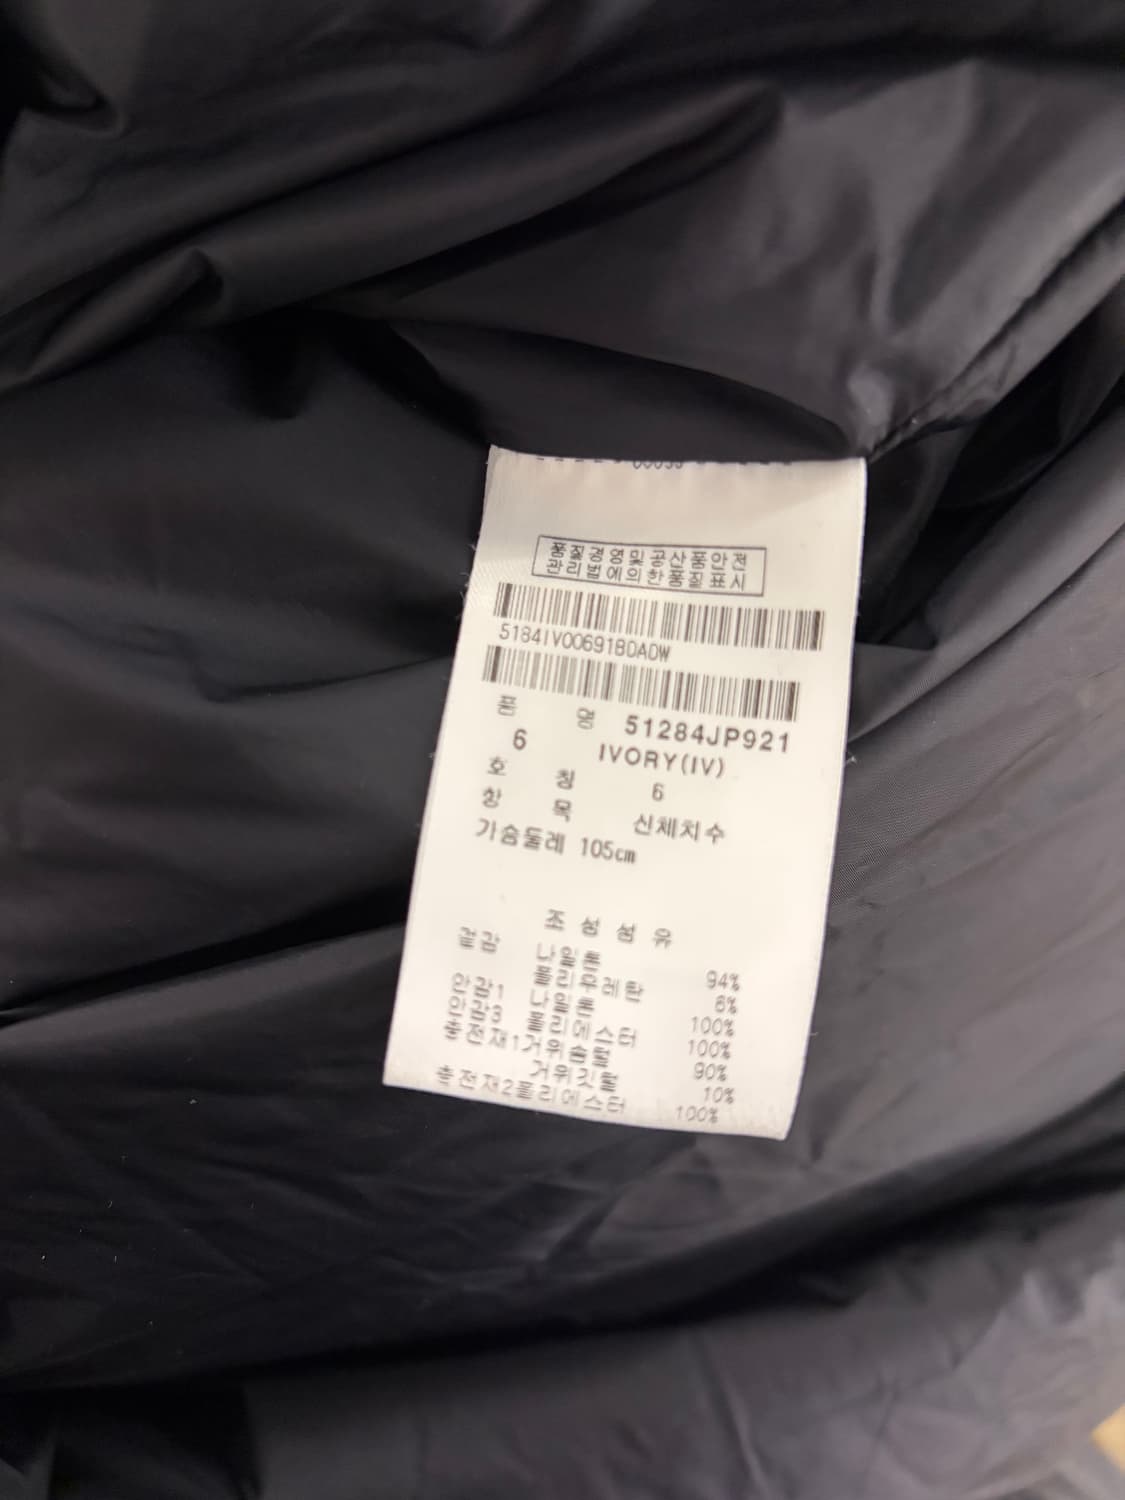 품질경영및공산품안전
관리법에의한품질표시
5184IV00691BDADW
품 명 51284JP921
6 IVORY(IV)
호 칭 6
항 목 신체치수
가슴둘레 105cm
조 성 섬 유
겉감 나일론 94%
폴리우레탄 6%
안감1 나일론 100%
안감3 폴리에스터 100%
충전재1거위솜털 90%
거위깃털 10%
충전재2폴리에스터 100%